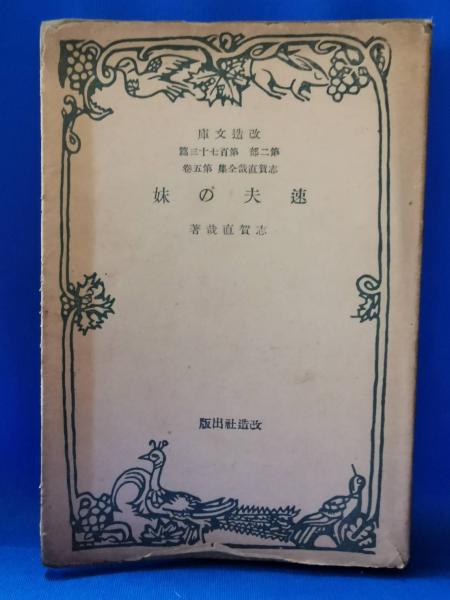 庫文造改
篇三十七百第 部二第
卷五第 集全哉直賀志
妹の夫速
著哉直賀志
版出社造改